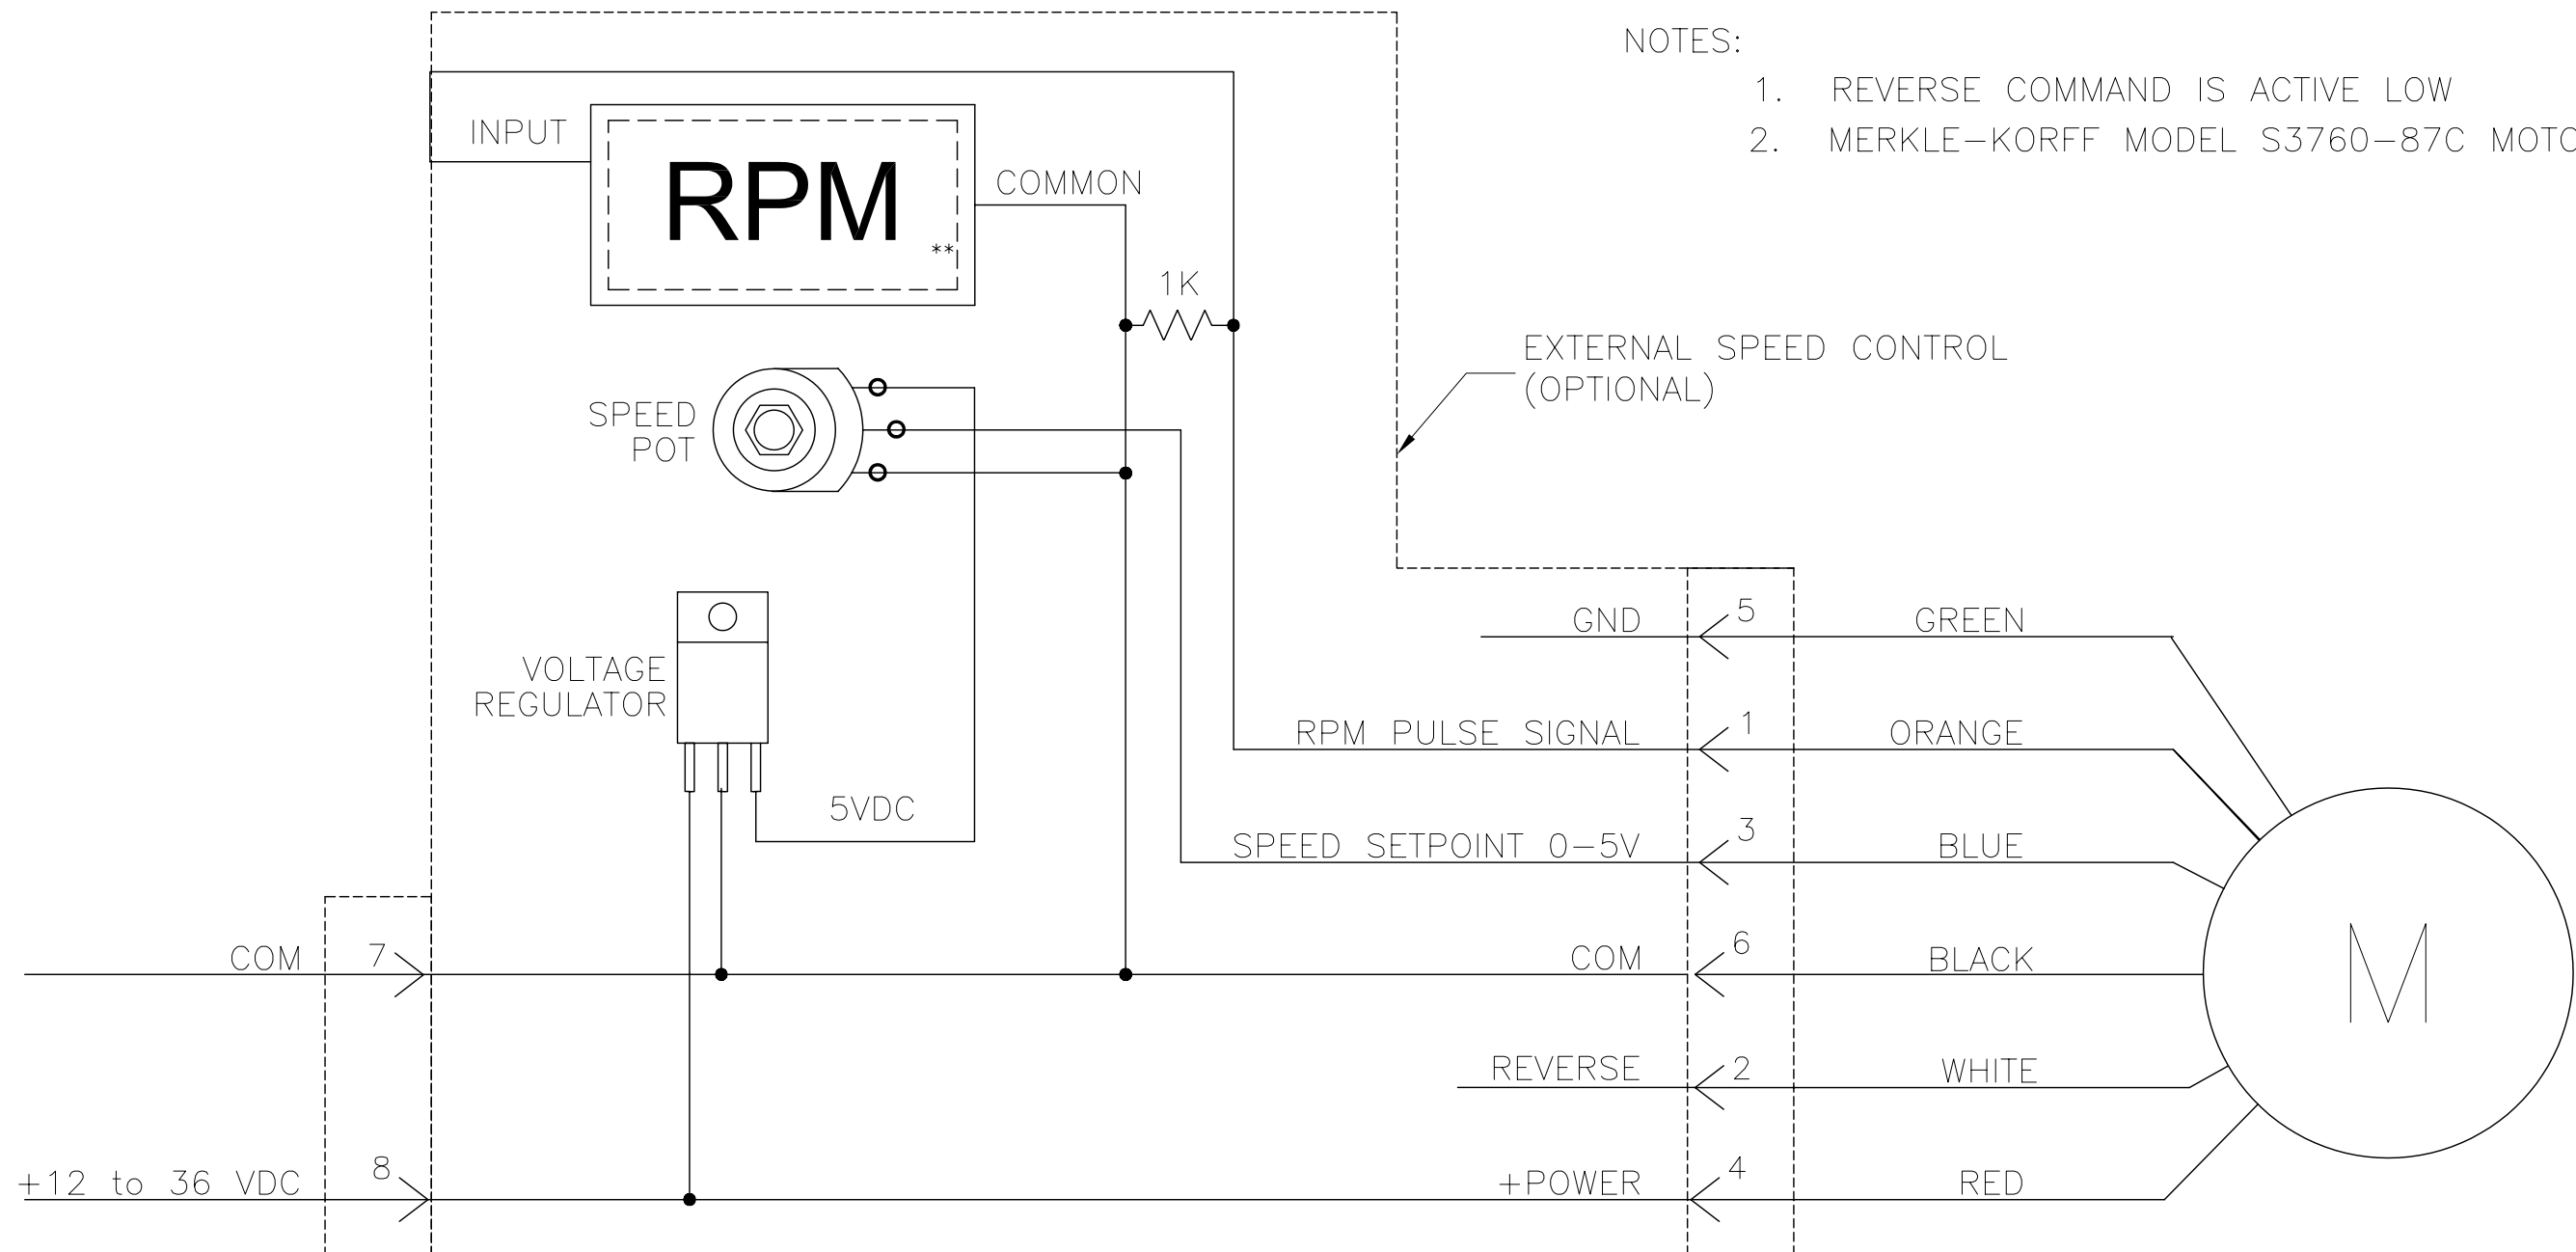 NOTES:
1. REVERSE COMMAND IS ACTIVE LOW
2. MERKLE-KORFF MODEL S3760-87C
INPUT
RPM
**
COMMON
1K
EXTERNAL SPEED CONTROL
(OPTIONAL)
SPEED
POT
VOLTAGE
REGULATOR
5VDC
GND 5 GREEN
RPM PULSE SIGNAL 1 ORANGE
SPEED SETPOINT 0-5V 3 BLUE
COM 7 COM 6 BLACK
M
REVERSE 2 WHITE
+12 to 36 VDC 8 +POWER 4 RED